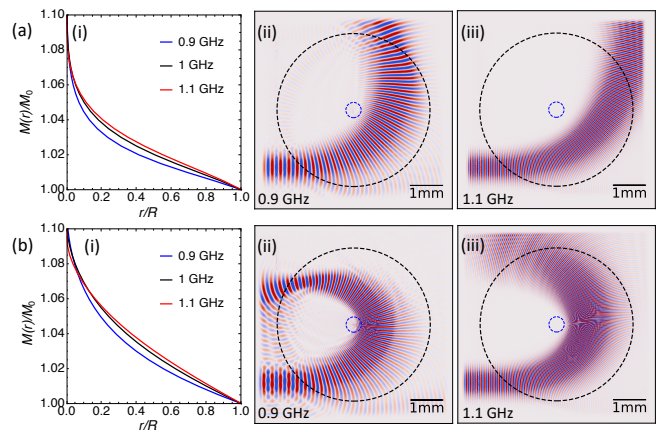 (a) (i) (ii) (iii)
M(r)/M₀
1.10
1.08
1.06
1.04
1.02
1.00
0.9 GHz
1 GHz
1.1 GHz
0.0 0.2 0.4 0.6 0.8 1.0
r/R
0.9 GHz 1mm
1.1 GHz 1mm
(b) (i) (ii) (iii)
M(r)/M₀
1.10
1.08
1.06
1.04
1.02
1.00
0.9 GHz
1 GHz
1.1 GHz
0.0 0.2 0.4 0.6 0.8 1.0
r/R
0.9 GHz 1mm
1.1 GHz 1mm